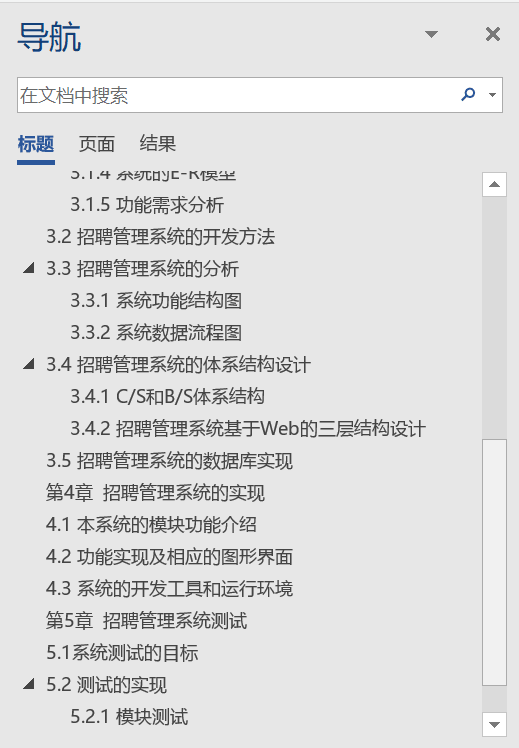 导航
在文档中搜索
标题 页面 结果
3.1.4 系统的E-R模型
3.1.5 功能需求分析
3.2 招聘管理系统的开发方法
3.3 招聘管理系统的分析
3.3.1 系统功能结构图
3.3.2 系统数据流程图
3.4 招聘管理系统的体系结构设计
3.4.1 C/S和B/S体系结构
3.4.2 招聘管理系统基于Web的三层结构设计
3.5 招聘管理系统的数据库实现
第4章 招聘管理系统的实现
4.1 本系统的模块功能介绍
4.2 功能实现及相应的图形界面
4.3 系统的开发工具和运行环境
第5章 招聘管理系统测试
5.1系统测试的目标
5.2 测试的实现
5.2.1 模块测试